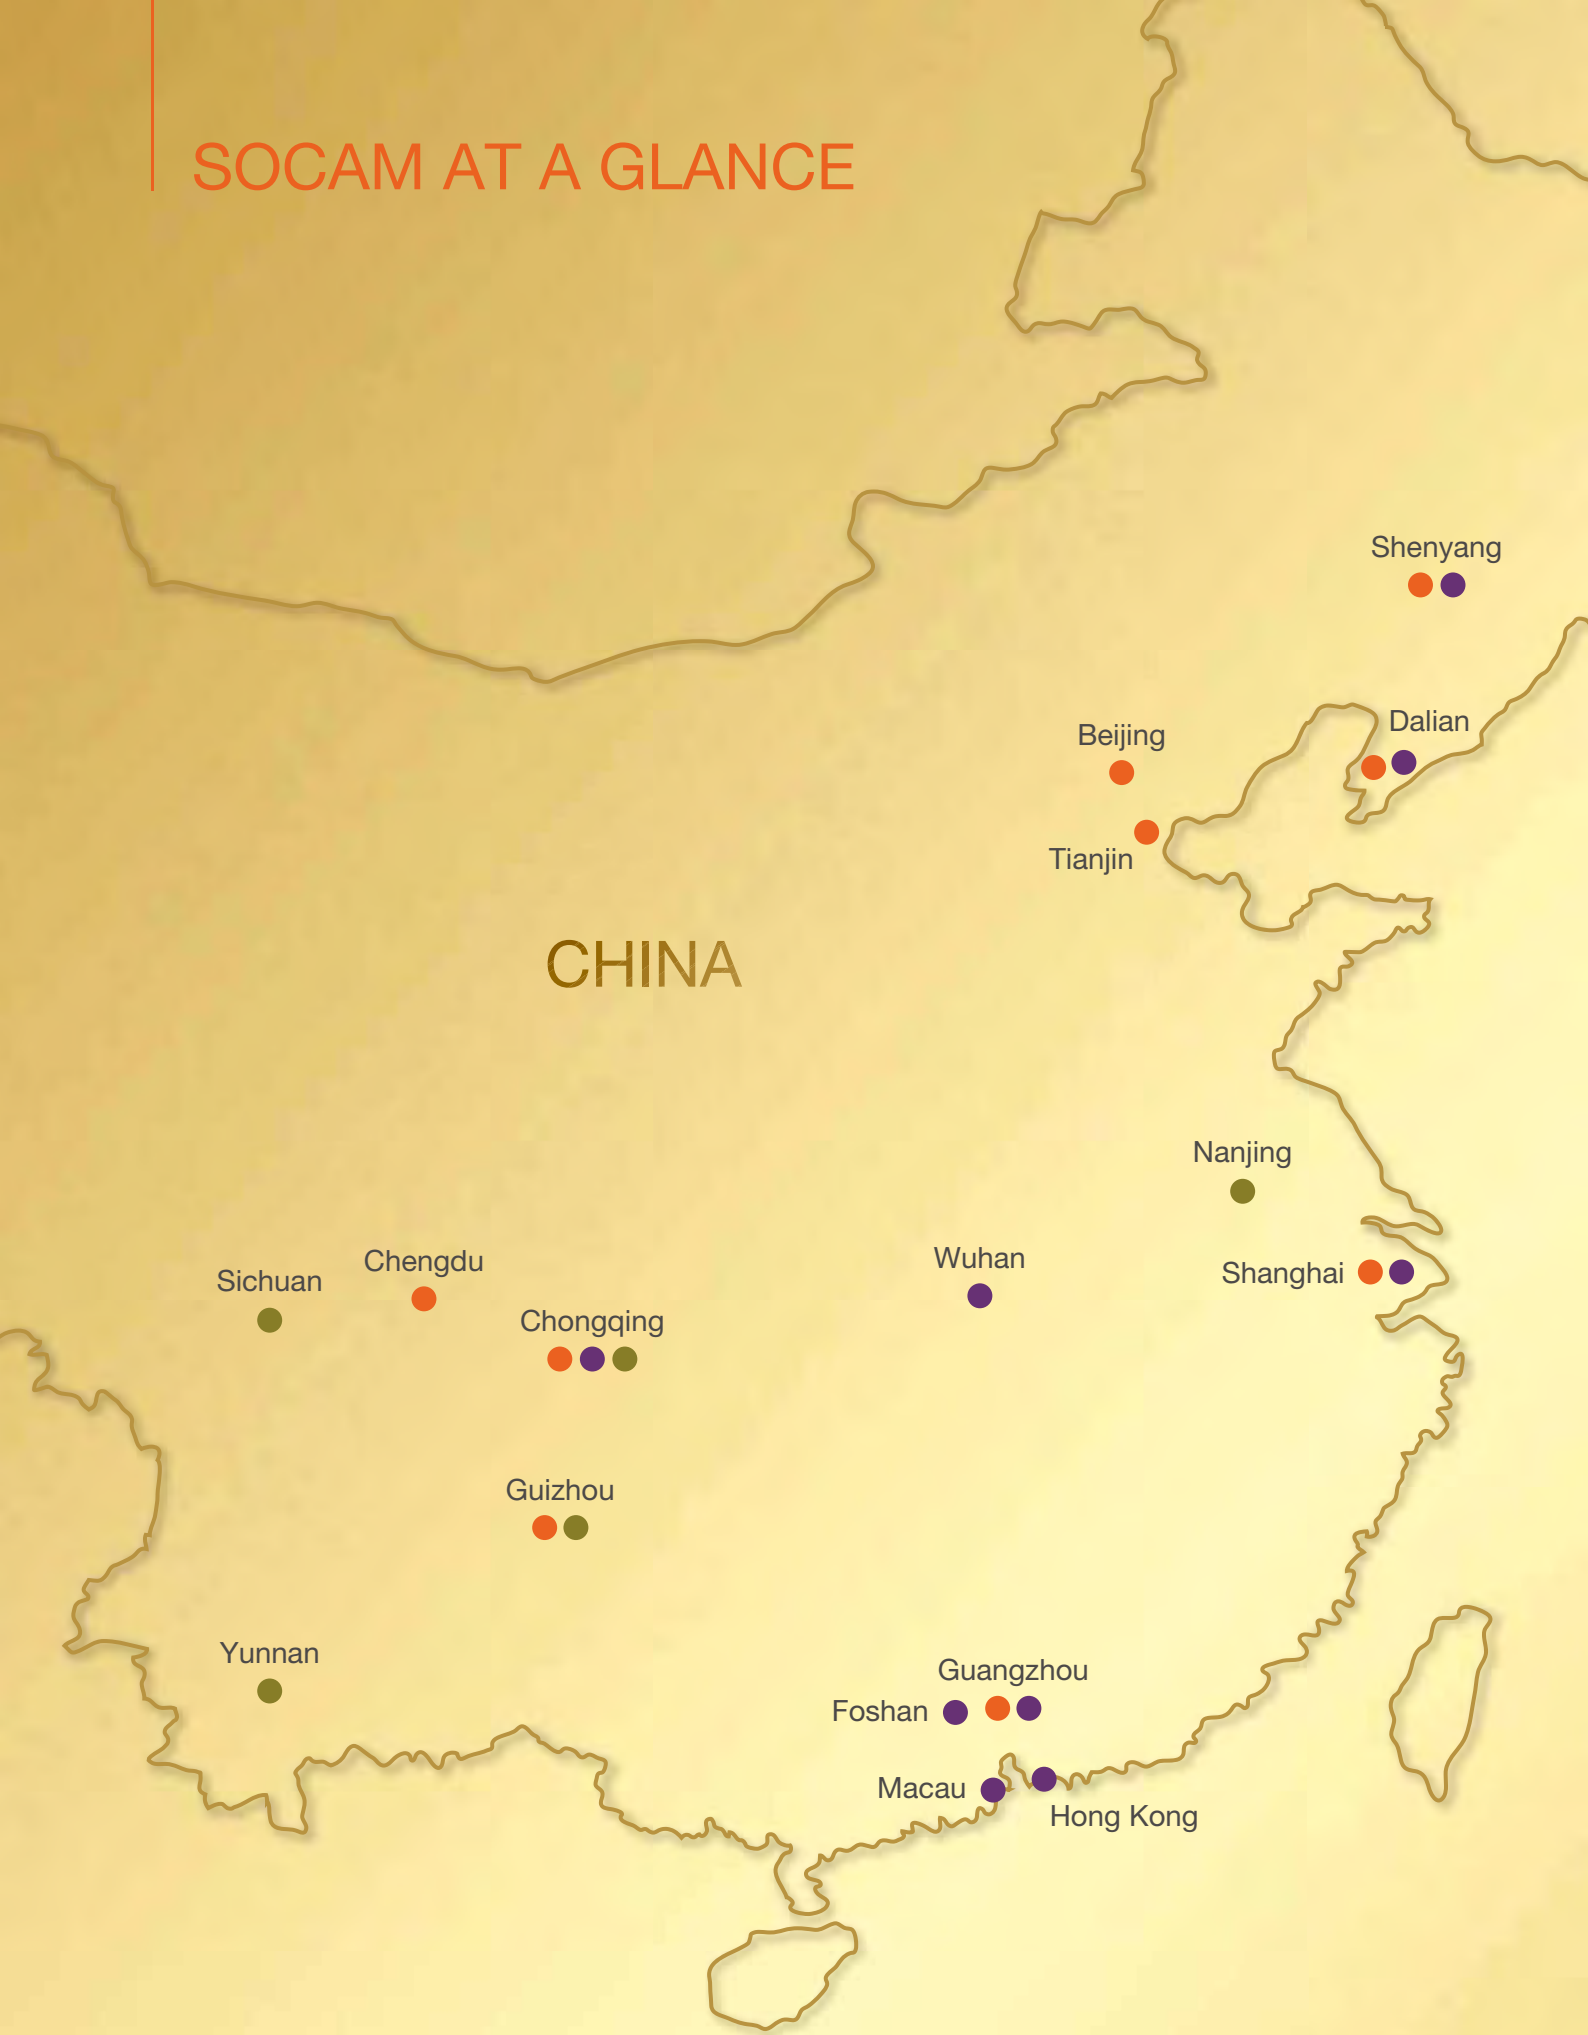 SOCAM AT A GLANCE
Shenyang
Dalian
Beijing
Tianjin
CHINA
Nanjing
Wuhan
Shanghai
Chengdu
Sichuan
Chongqing
Guizhou
Yunnan
Guangzhou
Foshan
Macau
Hong Kong